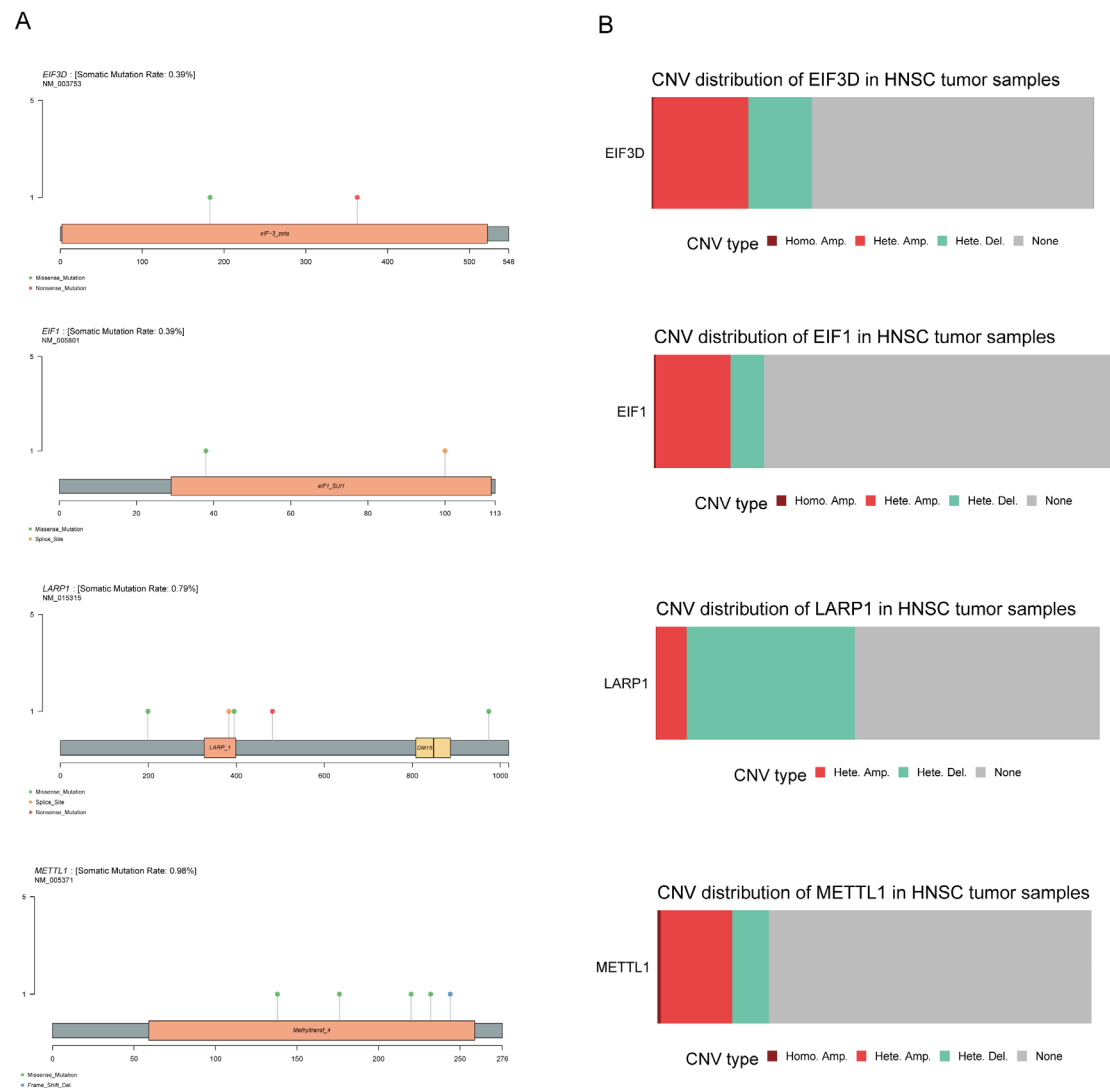 A
EIF3D : [Somatic Mutation Rate: 0.39%]
NM_003753
5
1
eIF-3_zeta
0 100 200 300 400 500 548
Missense_Mutation
Nonsense_Mutation
EIF1 : [Somatic Mutation Rate: 0.39%]
NM_005801
5
1
eIF1_SUI1
0 20 40 60 80 100 113
Missense_Mutation
Splice_Site
LARP1 : [Somatic Mutation Rate: 0.79%]
NM_015315
5
1
LARP_1 DM15
0 200 400 600 800 1000
Missense_Mutation
Splice_Site
Nonsense_Mutation
METTL1 : [Somatic Mutation Rate: 0.98%]
NM_005371
5
1
Methyltransf_4
0 50 100 150 200 250 276
Missense_Mutation
Frame_Shift_Del
B
CNV distribution of EIF3D in HNSC tumor samples
EIF3D
CNV type Homo. Amp. Hete. Amp. Hete. Del. None
CNV distribution of EIF1 in HNSC tumor samples
EIF1
CNV type Homo. Amp. Hete. Amp. Hete. Del. None
CNV distribution of LARP1 in HNSC tumor samples
LARP1
CNV type Hete. Amp. Hete. Del. None
CNV distribution of METTL1 in HNSC tumor samples
METTL1
CNV type Homo. Amp. Hete. Amp. Hete. Del. None